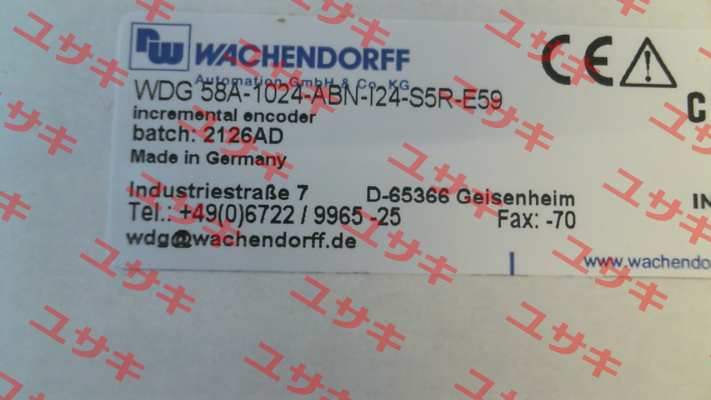 WACHENDORFF
Automation GmbH & Co. KG
WDG 58A-1024-ABN-I24-S5R-E59
incremental encoder
batch: 2126AD
Made in Germany
Industriestraße 7 D-65366 Geisenheim
Tel.: +49(0)6722 / 9965 -25 Fax: -70
wdg@wachendorff.de
CE
C
IN
www.wachendo
ユサキ